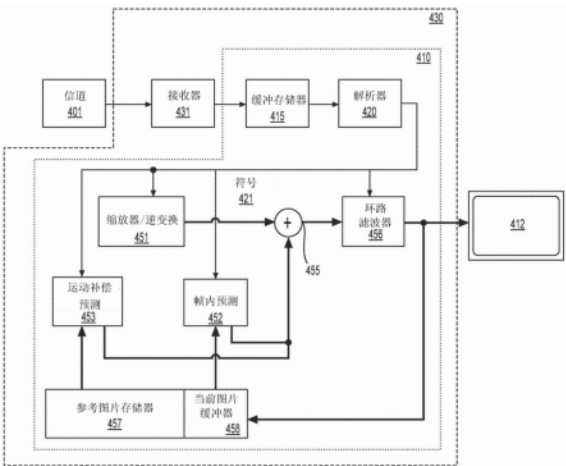 430
410
信道
401
接收器
431
缓冲存储器
415
解析器
420
符号
421
缩放器/逆变换
451
455
环路
滤波器
456
412
运动补偿
预测
453
帧内预测
452
参考图片存储器
457
当前图片
缓冲器
458